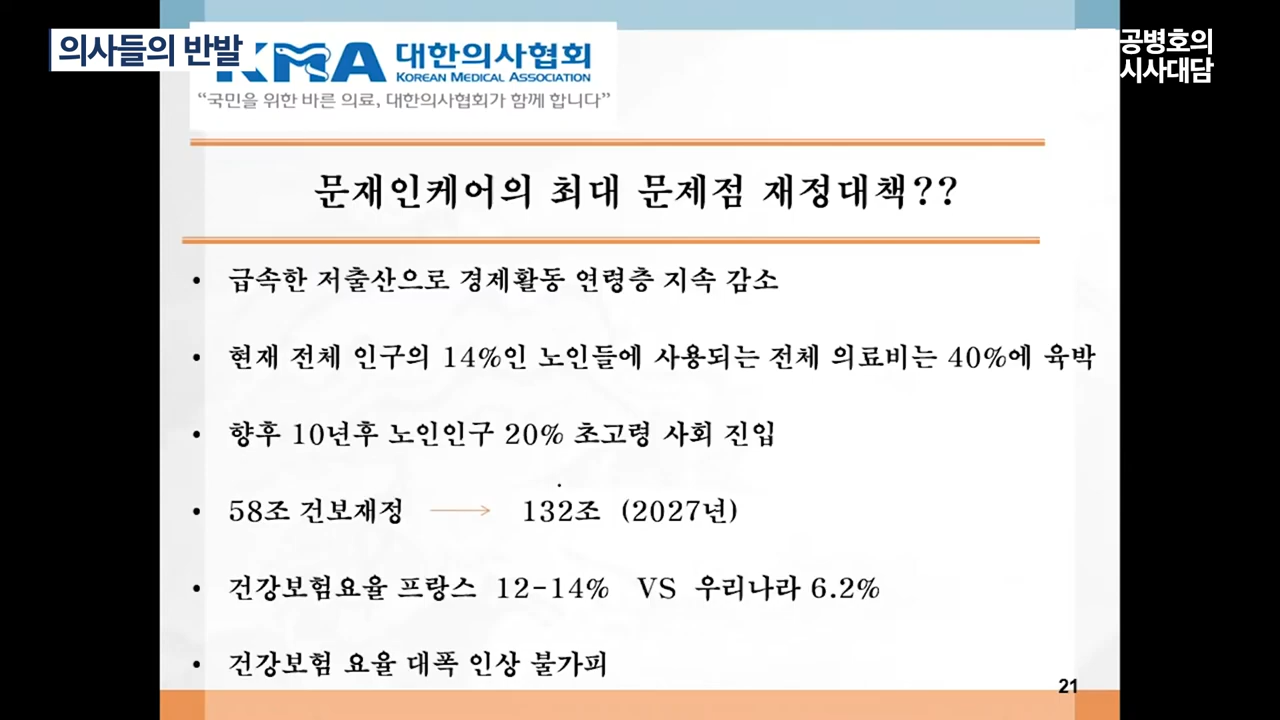 의사들의 반발
공병호의
시사대담
KMA 대한의사협회
KOREAN MEDICAL ASSOCIATION
“국민을 위한 바른 의료, 대한의사협회가 함께 합니다”
문재인케어의 최대 문제점 재정대책??
• 급속한 저출산으로 경제활동 연령층 지속 감소
• 현재 전체 인구의 14%인 노인들에 사용되는 전체 의료비는 40%에 육박
• 향후 10년후 노인인구 20% 초고령 사회 진입
• 58조 건보재정 → 132조 (2027년)
• 건강보험요율 프랑스 12-14% VS 우리나라 6.2%
• 건강보험 요율 대폭 인상 불가피
21